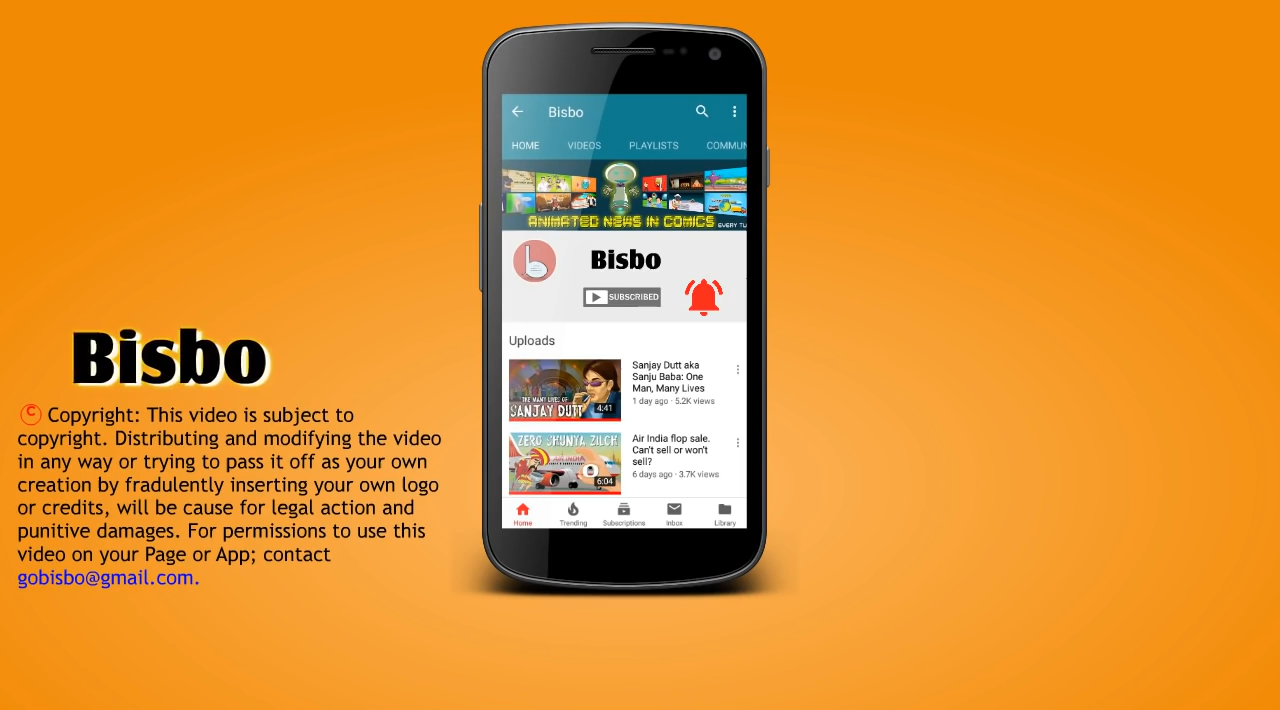 Bisbo
HOME VIDEOS PLAYLISTS COMMUN
ANIMATED NEWS IN COMICS EVERY TU
b
Bisbo
SUBSCRIBED
Uploads
THE MANY LIVES OF
SANJAY DUTT
4:41
Sanjay Dutt aka
Sanju Baba: One
Man, Many Lives
1 day ago · 5.2K views
ZERO SHUNYA ZILCH
AIR INDIA
6:04
Air India flop sale.
Can't sell or won't
sell?
6 days ago · 3.7K views
Home Trending Subscriptions Inbox Library
Bisbo
© Copyright: This video is subject to
copyright. Distributing and modifying the video
in any way or trying to pass it off as your own
creation by fradulently inserting your own logo
or credits, will be cause for legal action and
punitive damages. For permissions to use this
video on your Page or App; contact
gobisbo@gmail.com.